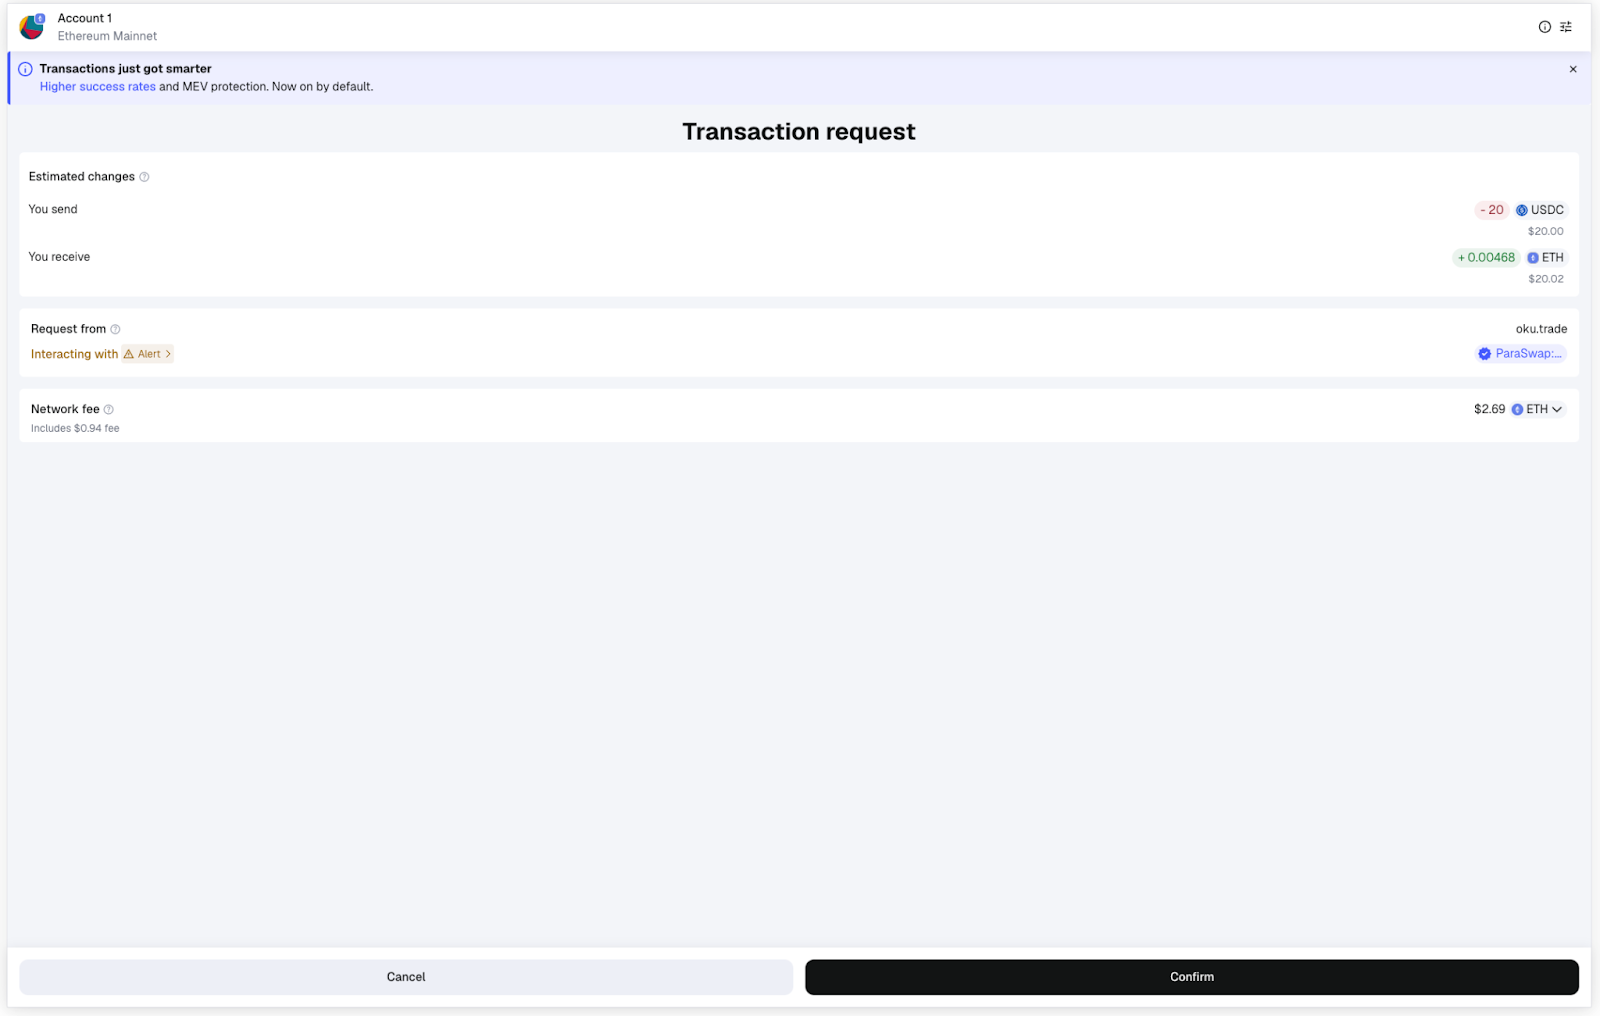 Account 1
Ethereum Mainnet
Transactions just got smarter
Higher success rates and MEV protection. Now on by default.
Transaction request
Estimated changes
You send
- 20 USDC
$20.00
You receive
+ 0.00468 ETH
$20.02
Request from
oku.trade
Interacting with Alert
ParaSwap:...
Network fee
$2.69 ETH
Includes $0.94 fee
Cancel
Confirm